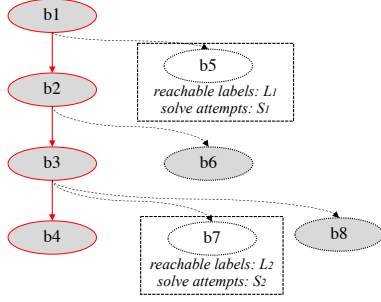 b1
b5
reachable labels: L1
solve attempts: S1
b2
b6
b3
b4
b7
b8
reachable labels: L2
solve attempts: S2